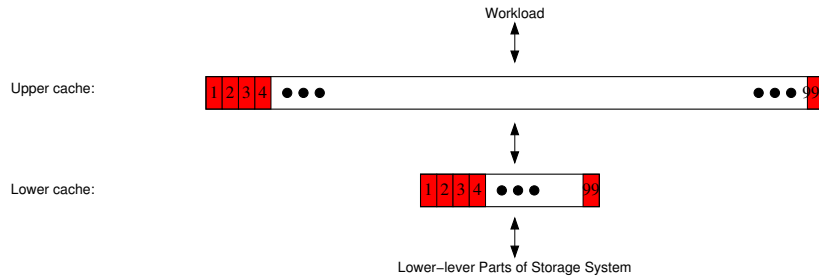 Workload
Upper cache: 1 2 3 4 99
Lower cache: 1 2 3 4 99
Lower–lever Parts of Storage System